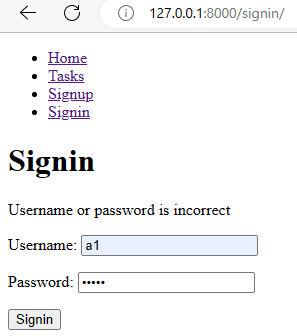 127.0.0.1:8000/signin/
Home
Tasks
Signup
Signin
Signin
Username or password is incorrect
Username: a1
Password: •••••
Signin